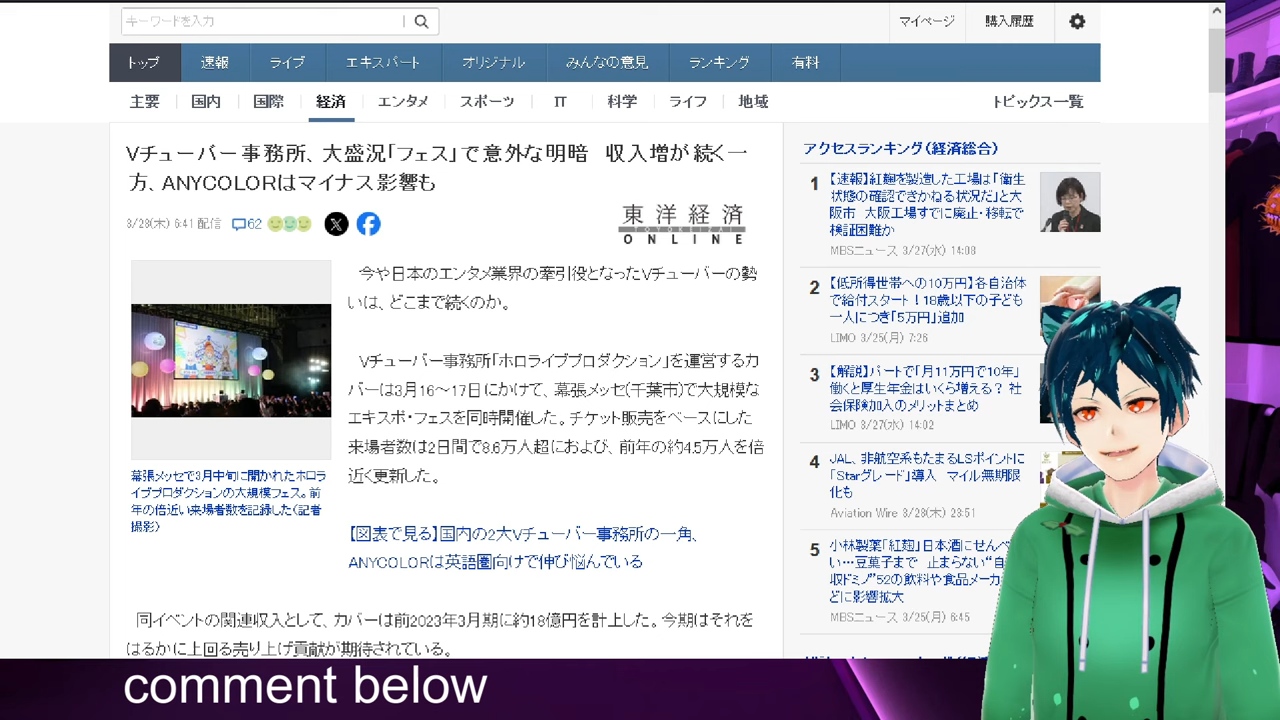 キーワードを入力
マイページ
購入履歴
トップ 速報 ライブ エキスパート オリジナル みんなの意見 ランキング 有料
主要 国内 国際 経済 エンタメ スポーツ IT 科学 ライフ 地域 トピックス一覧
Vチューバー事務所、大盛況「フェス」で意外な明暗 収入増が続く一
方、ANYCOLORはマイナス影響も
3/28(木) 6:41 配信 62
東洋経済
TOYOKEIZAI
ONLINE
幕張メッセで3月中旬に開かれたホロラ
イブプロダクションの大規模フェス。前
年の倍近い来場者数を記録した(記者
撮影)
今や日本のエンタメ業界の牽引役となったVチューバーの勢
いは、どこまで続くのか。
Vチューバー事務所「ホロライブプロダクション」を運営するカ
バーは3月16〜17日にかけて、幕張メッセ(千葉市)で大規模な
エキスポ・フェスを同時開催した。チケット販売をベースにした
来場者数は2日間で8.6万人超におよび、前年の約4.5万人を倍
近く更新した。
【図表で見る】国内の2大Vチューバー事務所の一角、
ANYCOLORは英語圏向けで伸び悩んでいる
同イベントの関連収入として、カバーは前2023年3月期に約18億円を計上した。今期はそれを
はるかに上回る売り上げ貢献が期待されている。
アクセスランキング(経済総合)
1
【速報】紅麹を製造した工場は「衛生
状態の確認できかねる状況だ」と大
阪市 大阪工場すでに廃止・移転で
検証困難か
MBSニュース 3/27(水) 14:08
2
【低所得世帯への10万円】各自治体
で給付スタート!18歳以下の子ども
一人につき「5万円」追加
LIMO 3/25(月) 7:26
3
【解説】パートで「月11万円で10年」
働くと厚生年金はいくら増える? 社
会保険加入のメリットまとめ
LIMO 3/27(水) 14:02
4
JAL、非航空系もたまるLSポイントに
「Starグレード」導入 マイル無期限
化も
Aviation Wire 3/28(木) 23:51
5
小林製薬「紅麹」日本酒にせんべ
い…豆菓子まで 止まらない“自
収ドミノ”52の飲料や食品メーカ
どに影響拡大
MBSニュース 3/25(月) 6:45
comment below